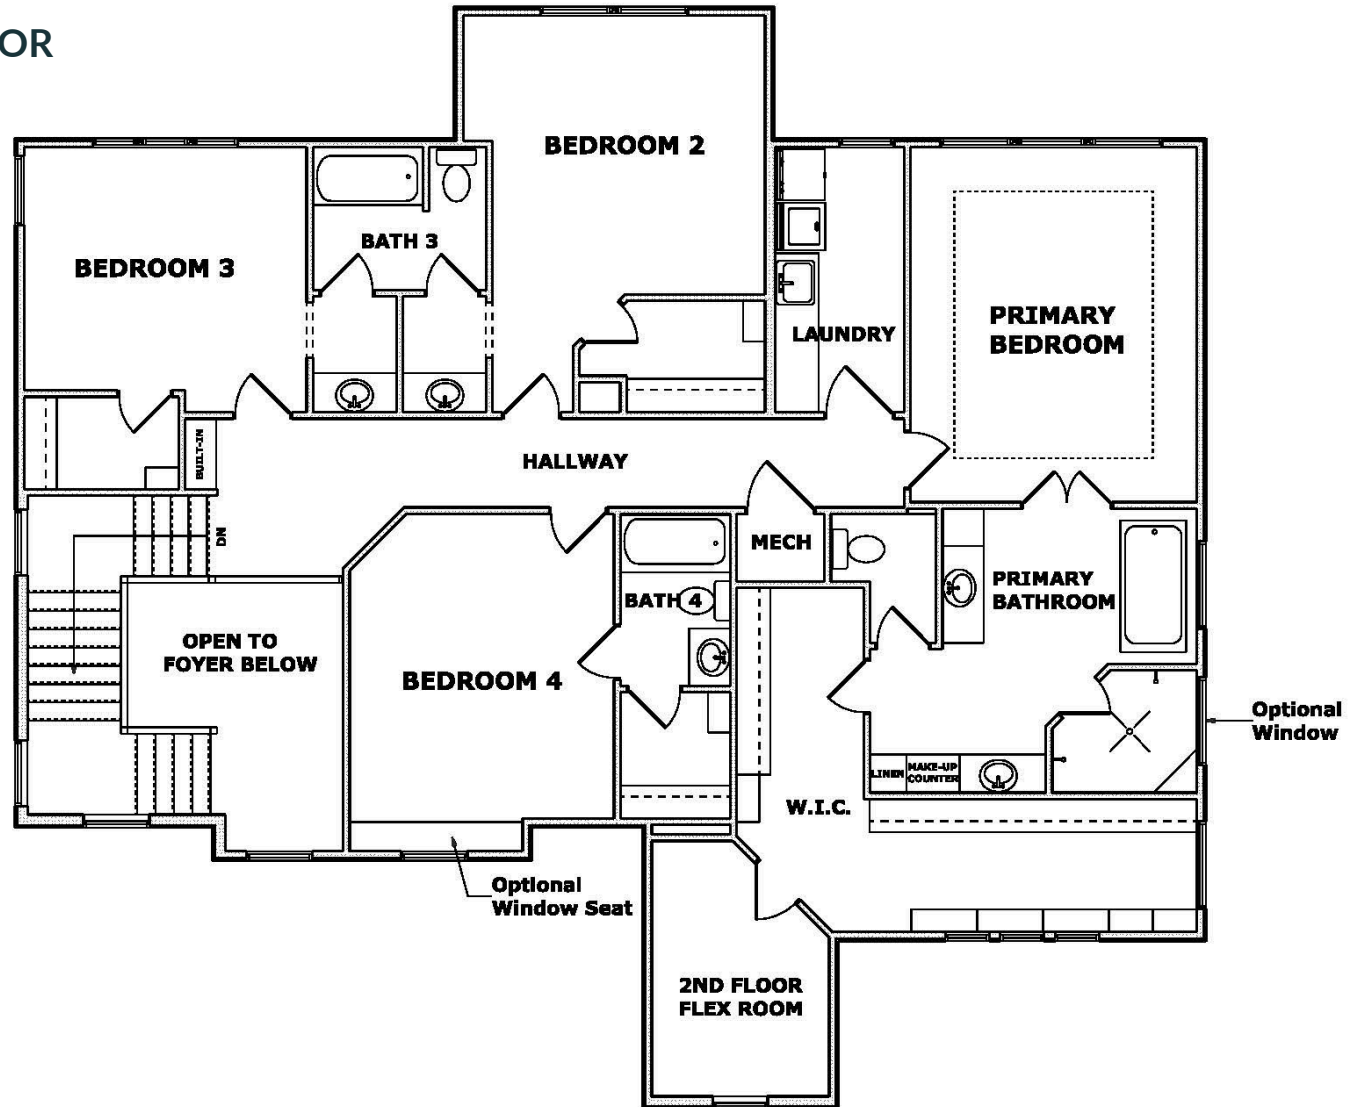 OR
BEDROOM 2
BATH 3
BEDROOM 3
LAUNDRY
PRIMARY
BEDROOM
BUILT-IN
HALLWAY
DN
MECH
PRIMARY
BATHROOM
BATH 4
OPEN TO
FOYER BELOW
BEDROOM 4
Optional
Window
LINEN
MAKE-UP
COUNTER
W.I.C.
Optional
Window Seat
2ND FLOOR
FLEX ROOM